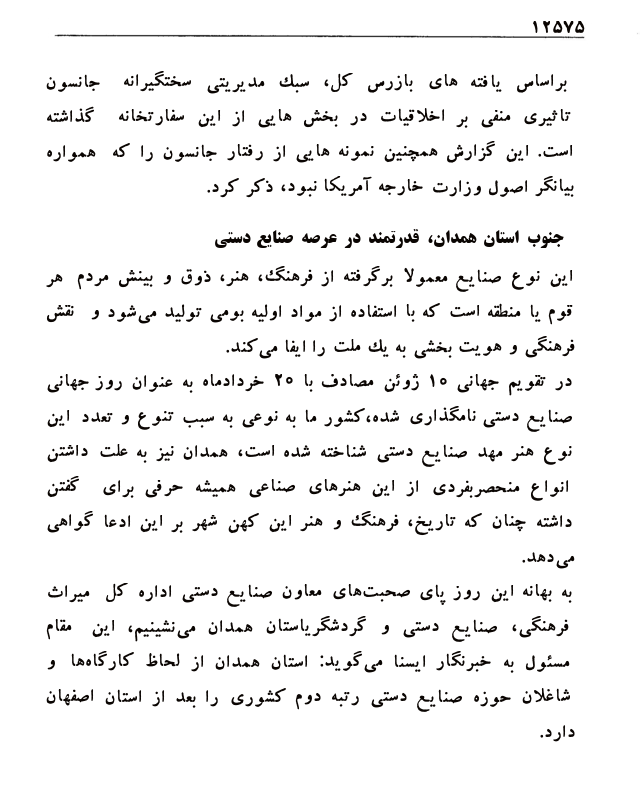 ۱۲۵۷۵
براساس یافته های بازرس کل، سبک مدیریتی سختگیرانه جانسون
تاثیری منفی بر اخلاقیات در بخش هایی از این سفارتخانه گذاشته
است. این گزارش همچنین نمونه هایی از رفتار جانسون را که همواره
بیانگر اصول وزارت خارجه آمریکا نبود، ذکر کرد.
جنوب استان همدان، قدرتمند در عرصه صنایع دستی
این نوع صنایع معمولا برگرفته از فرهنگ، هنر، ذوق و بینش مردم هر
قوم یا منطقه است که با استفاده از مواد اولیه بومی تولید می‌شود و نقش
فرهنگی و هویت بخشی به یک ملت را ایفا می‌کند.
در تقویم جهانی ۱۰ ژوئن مصادف با ۲۰ خردادماه به عنوان روز جهانی
صنایع دستی نامگذاری شده،کشور ما به نوعی به سبب تنوع و تعدد این
نوع هنر مهد صنایع دستی شناخته شده است، همدان نیز به علت داشتن
انواع منحصربفردی از این هنرهای صناعی همیشه حرفی برای گفتن
داشته چنان که تاریخ، فرهنگ و هنر این کهن شهر بر این ادعا گواهی
می‌دهد.
به بهانه این روز پای صحبت‌های معاون صنایع دستی اداره کل میراث
فرهنگی، صنایع دستی و گردشگریاستان همدان می‌نشینیم، این مقام
مسئول به خبرنگار ایسنا می‌گوید: استان همدان از لحاظ کارگاه‌ها و
شاغلان حوزه صنایع دستی رتبه دوم کشوری را بعد از استان اصفهان
دارد.